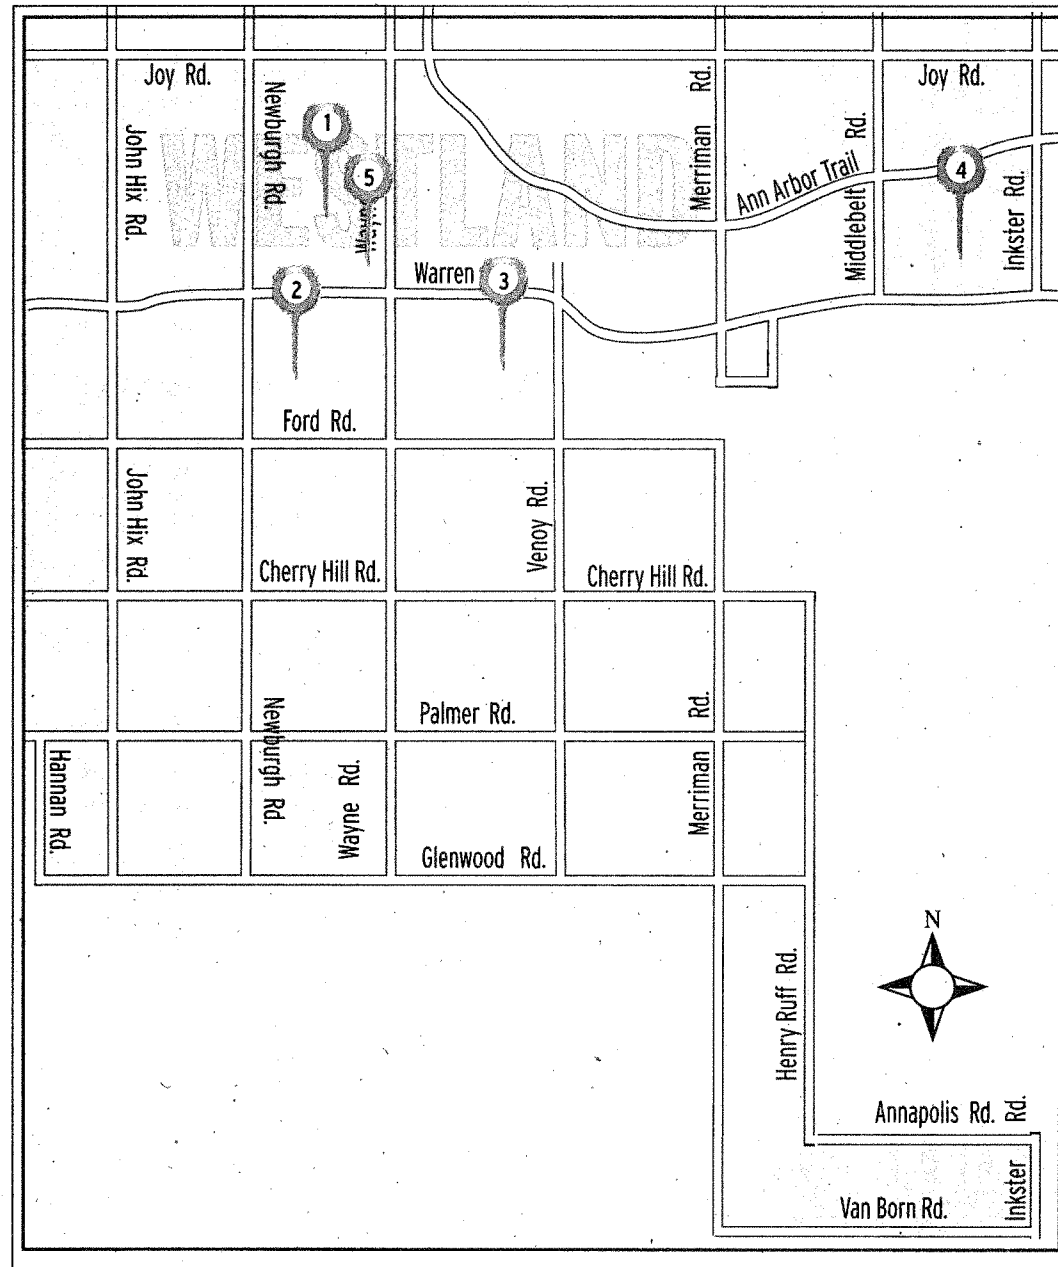 Joy Rd.
Joy Rd.
John Hix Rd.
Newburgh Rd.
1
5
WESTLAND
Merriman Rd.
Ann Arbor Trail
Middlebelt Rd.
4
Inkster Rd.
2
Warren
3
Ford Rd.
John Hix Rd.
Cherry Hill Rd.
Venoy Rd.
Cherry Hill Rd.
Hannan Rd.
Newburgh Rd.
Wayne Rd.
Palmer Rd.
Merriman Rd.
Glenwood Rd.
N
Henry Ruff Rd.
Annapolis Rd.
Inkster Rd.
Van Born Rd.